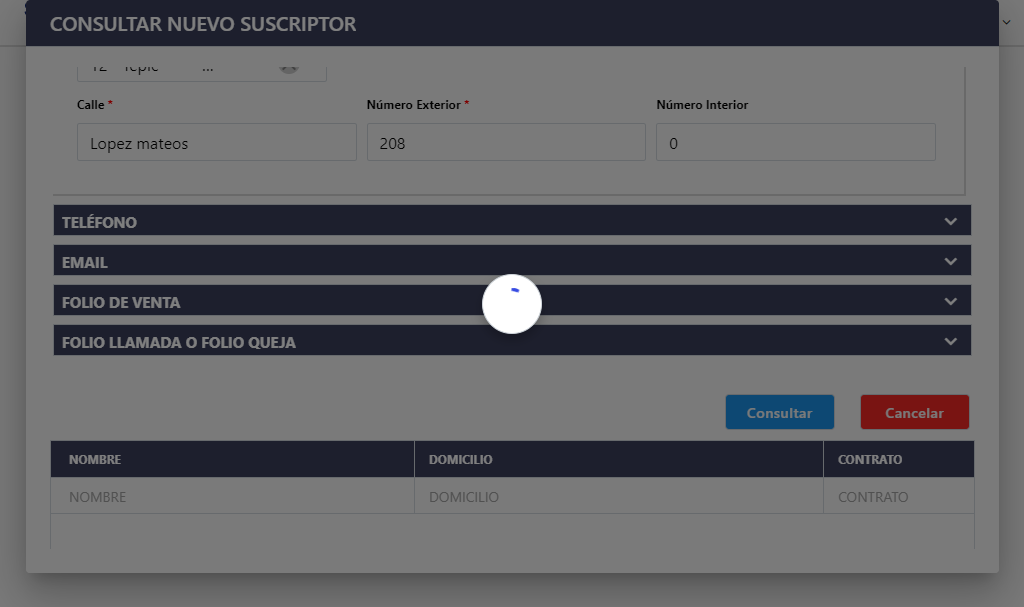 CONSULTAR NUEVO SUSCRIPTOR
12 Tepic ...
Calle * Número Exterior * Número Interior
Lopez mateos 208 0
TELÉFONO
EMAIL
FOLIO DE VENTA
FOLIO LLAMADA O FOLIO QUEJA
Consultar Cancelar
NOMBRE DOMICILIO CONTRATO
NOMBRE DOMICILIO CONTRATO